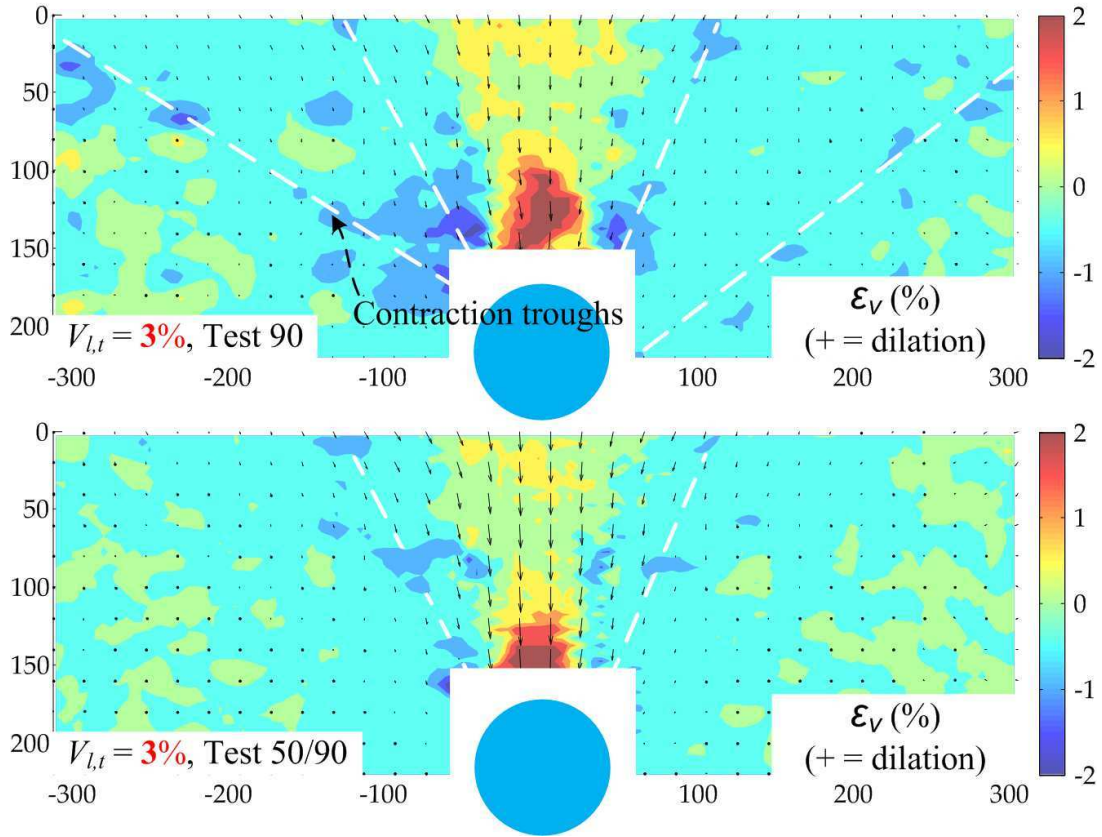 0
50
100
150
200
2
1
0
-1
-2
Contraction troughs
V_{l,t} = 3%, Test 90
ε_v (%)
(+ = dilation)
-300 -200 -100 100 200 300
0
50
100
150
200
2
1
0
-1
-2
V_{l,t} = 3%, Test 50/90
ε_v (%)
(+ = dilation)
-300 -200 -100 100 200 300